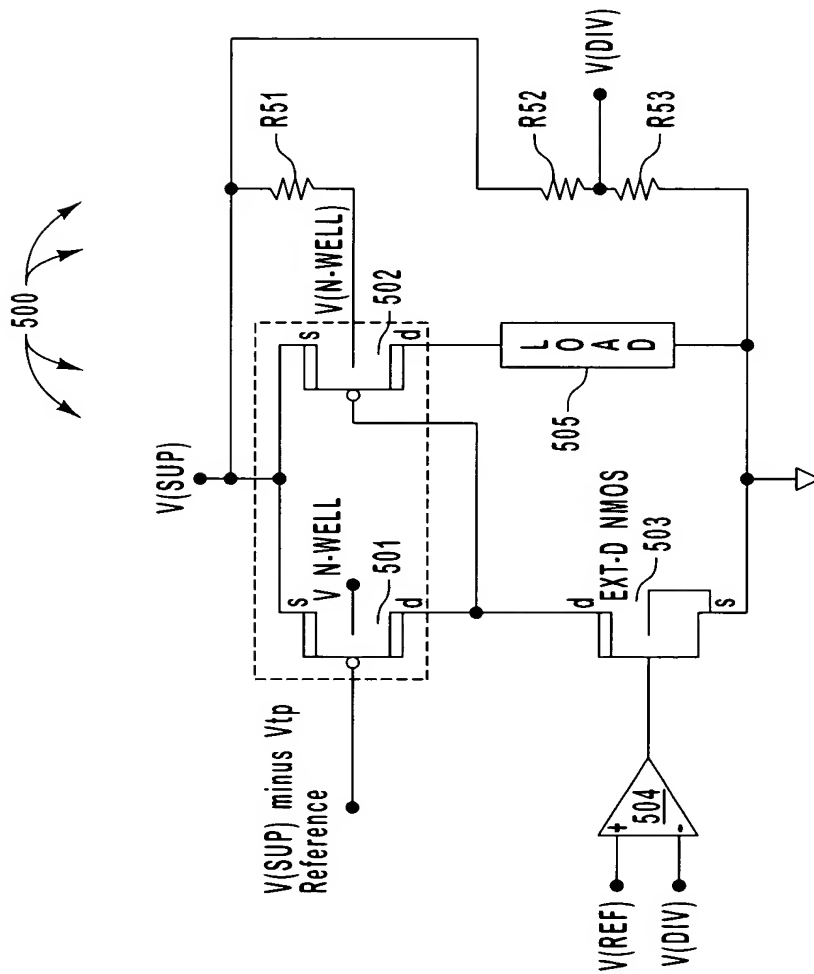 500
V(SUP)
R51
V(N-WELL)
502
s
d
s
d
V N-WELL
501
V(SUP) minus Vtp
Reference
R52
V(DIV)
R53
LOAD
505
EXT-D NMOS
503
d
s
504
+
-
V(REF)
V(DIV)